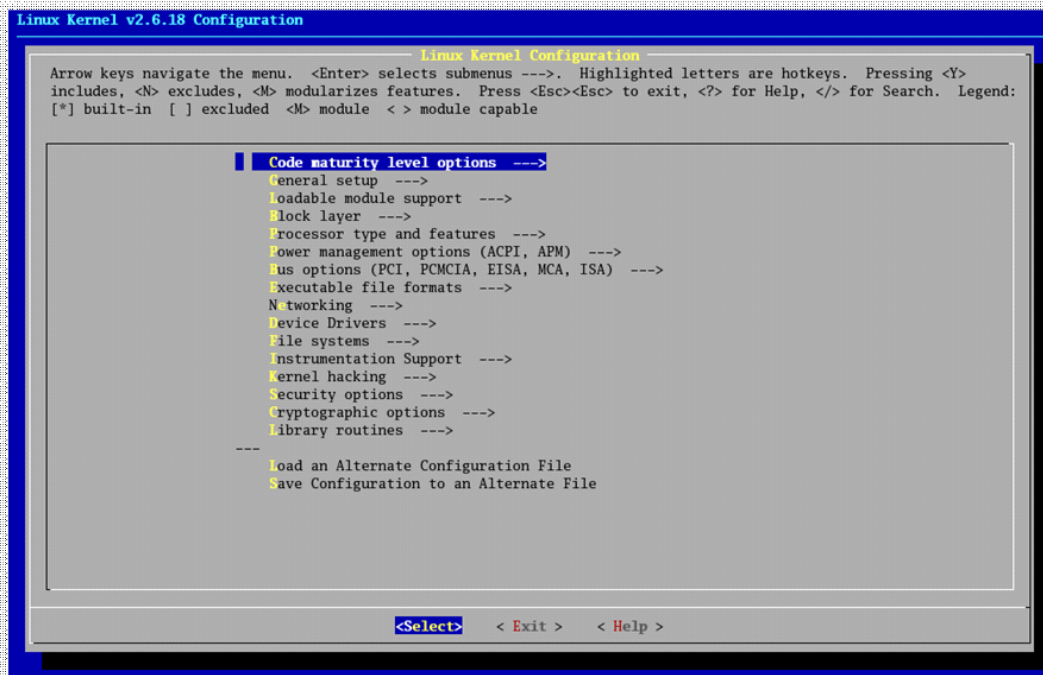 Linux Kernel v2.6.18 Configuration
Linux Kernel Configuration
Arrow keys navigate the menu.  <Enter> selects submenus --->.  Highlighted letters are hotkeys.  Pressing <Y>
includes, <N> excludes, <M> modularizes features.  Press <Esc><Esc> to exit, <?> for Help, </> for Search.  Legend:
[*] built-in  [ ] excluded  <M> module  < > module capable
Code maturity level options  --->
General setup  --->
Loadable module support  --->
Block layer  --->
Processor type and features  --->
Power management options (ACPI, APM)  --->
Bus options (PCI, PCMCIA, EISA, MCA, ISA)  --->
Executable file formats  --->
Networking  --->
Device Drivers  --->
File systems  --->
Instrumentation Support  --->
Kernel hacking  --->
Security options  --->
Cryptographic options  --->
Library routines  --->
---
Load an Alternate Configuration File
Save Configuration to an Alternate File
<Select>    < Exit >    < Help >